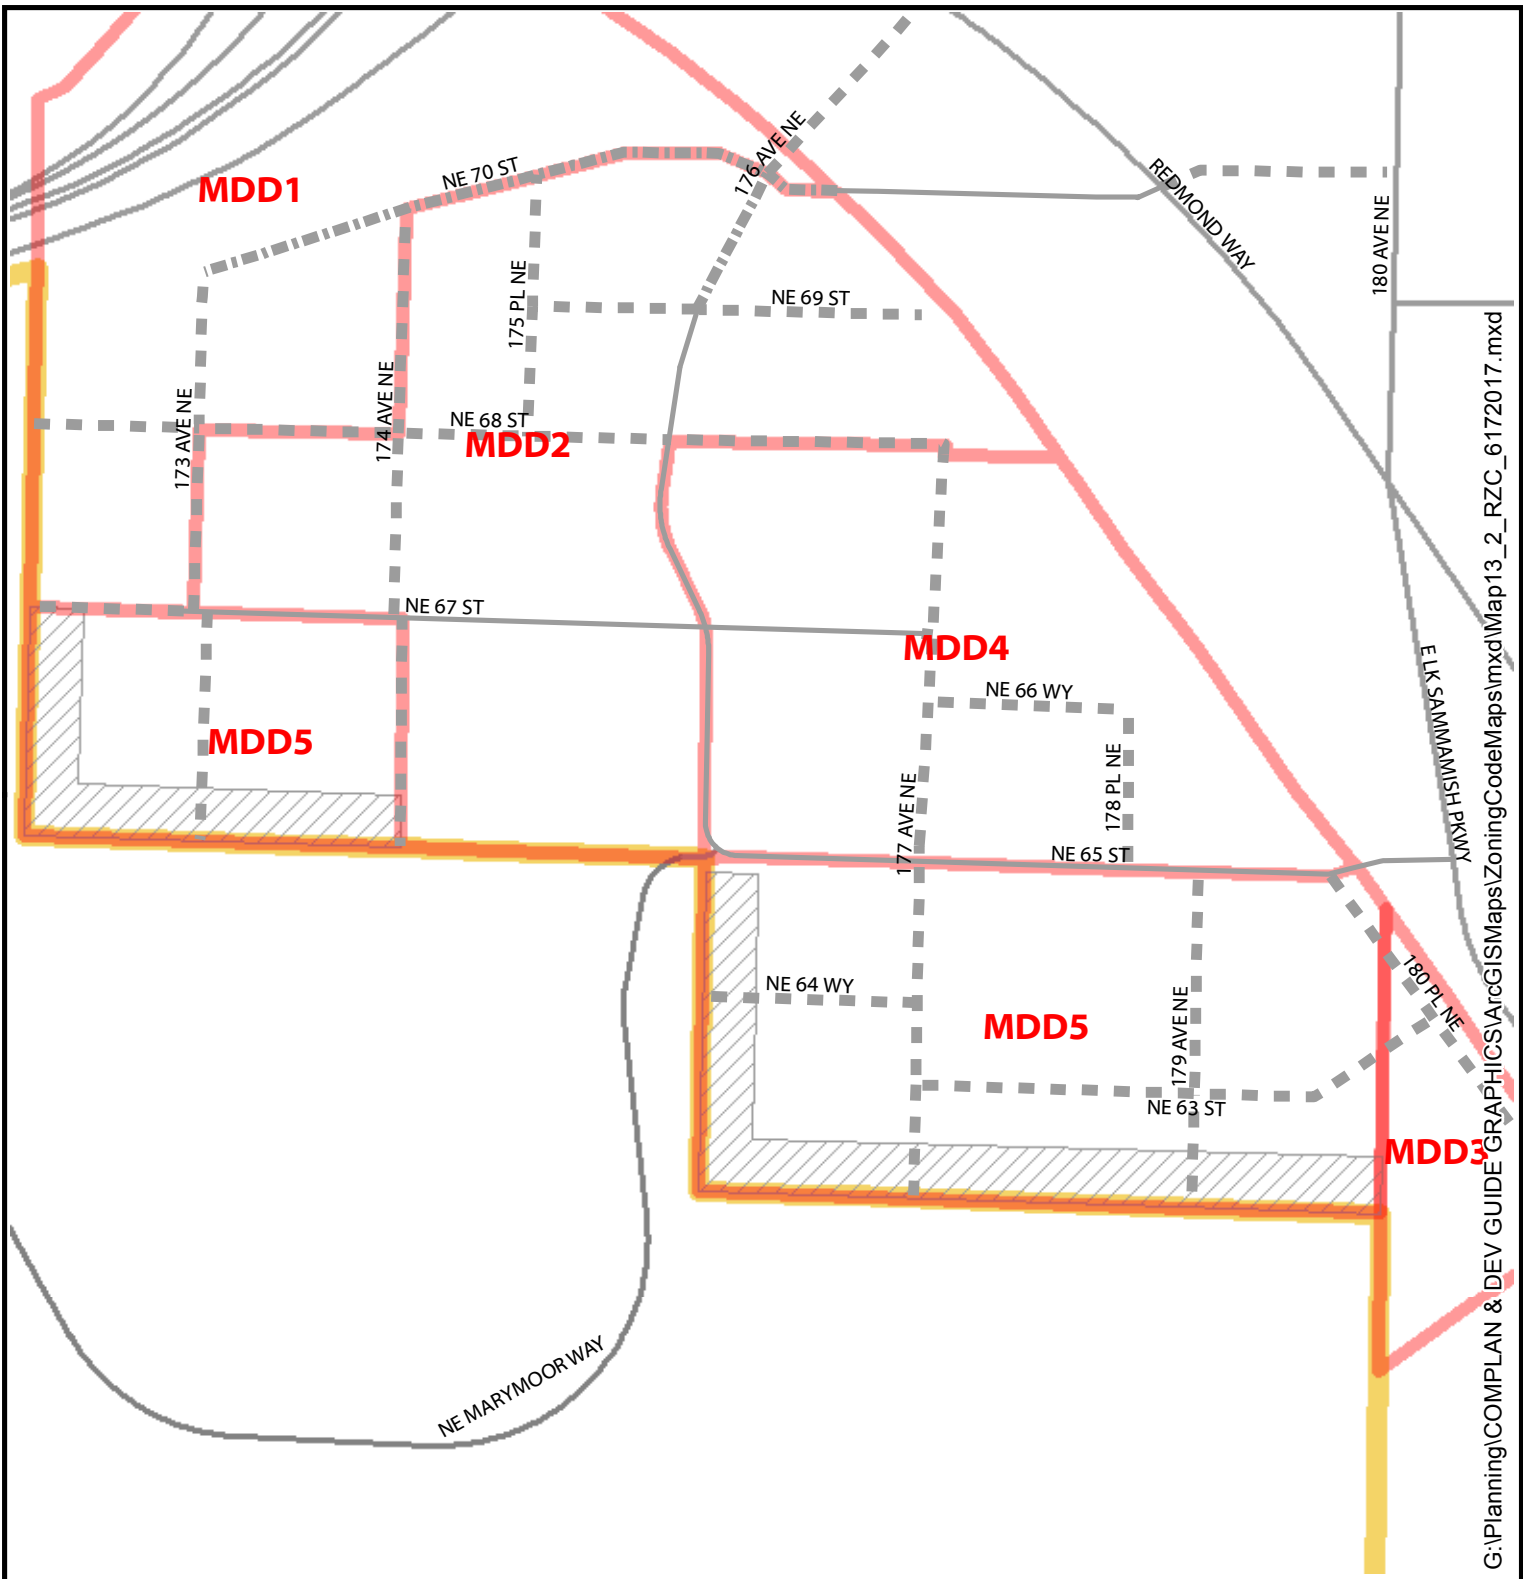 176 AVE NE
NE 70 ST
REDMOND WAY
MDD1
180 AVE NE
175 PL NE
NE 69 ST
173 AVE NE
174 AVE NE
NE 68 ST
MDD2
NE 67 ST
MDD4
E LK SAMMAMISH PKWY
NE 66 WY
MDD5
178 PL NE
177 AVE NE
NE 65 ST
NE 64 WY
180 PL NE
MDD5
179 AVE NE
NE 63 ST
MDD3
NE MARYMOOR WAY
G:\Planning\COMPLAN & DEV GUIDE GRAPHICS\ArcGISMaps\ZoningCodeMaps\mxd\Map13_2_RZC_6172017.mxd